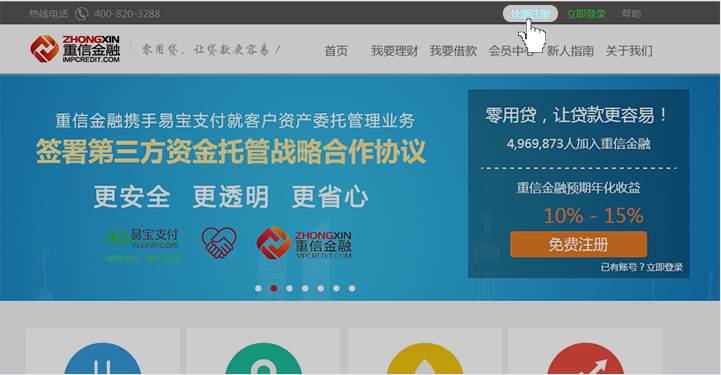 热线电话 400-820-3288 快速注册 立即登录 帮助
ZHONGXIN
重信金融
IMPCREDIT.COM
零用贷，让贷款更容易！
首页 我要理财 我要借款 会员中心 新人指南 关于我们
重信金融携手易宝支付就客户资产委托管理业务
签署第三方资金托管战略合作协议
更安全 更透明 更省心
易宝支付
YEEPAY.COM
绿色支付 快乐生活
ZHONGXIN
重信金融
IMPCREDIT.COM
零用贷，让贷款更容易！
4,969,873人加入重信金融
重信金融预期年化收益
10% - 15%
免费注册
已有账号？立即登录